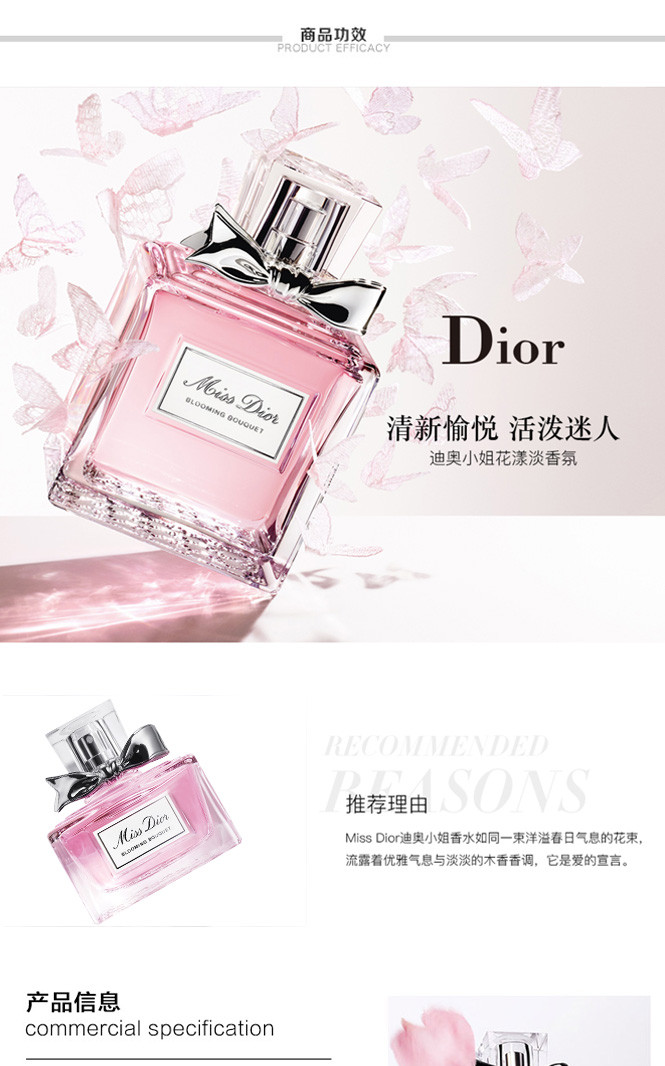 商品功效
PRODUCT EFFICACY
Miss Dior
BLOOMING BOUQUET
Dior
清新愉悦 活泼迷人
迪奥小姐花漾淡香氛
Miss Dior
BLOOMING BOUQUET
RECOMMENDED
REASONS
推荐理由
Miss Dior迪奥小姐香水如同一束洋溢春日气息的花束，
流露着优雅气息与淡淡的木香香调，它是爱的宣言。
产品信息
commercial specification